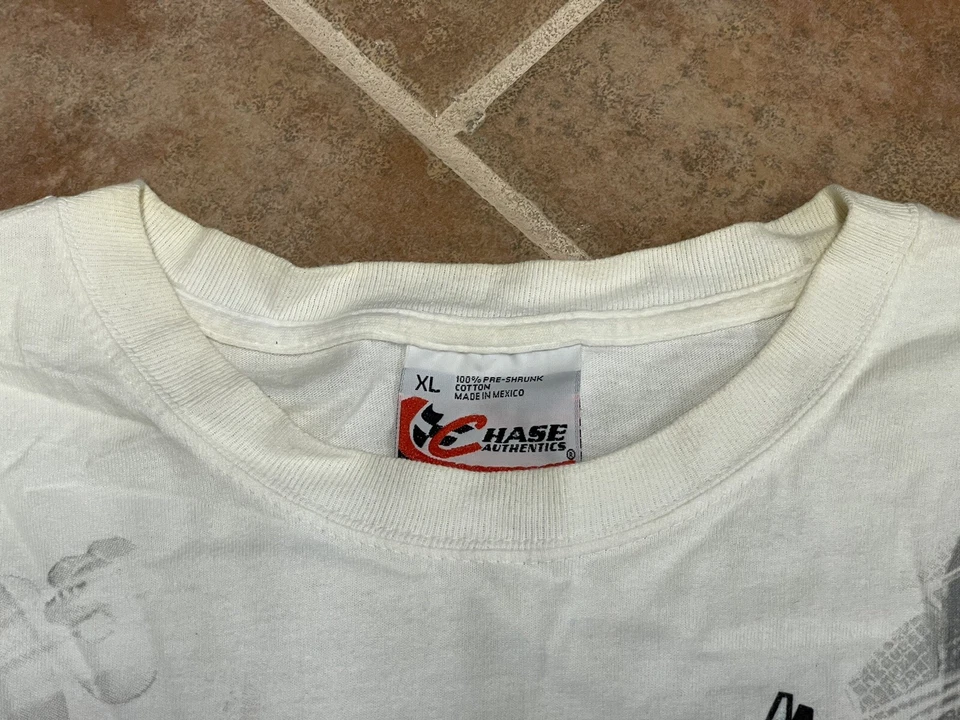 XL
100% PRE-SHRUNK
COTTON
MADE IN MEXICO
CHASE
AUTHENTICS®